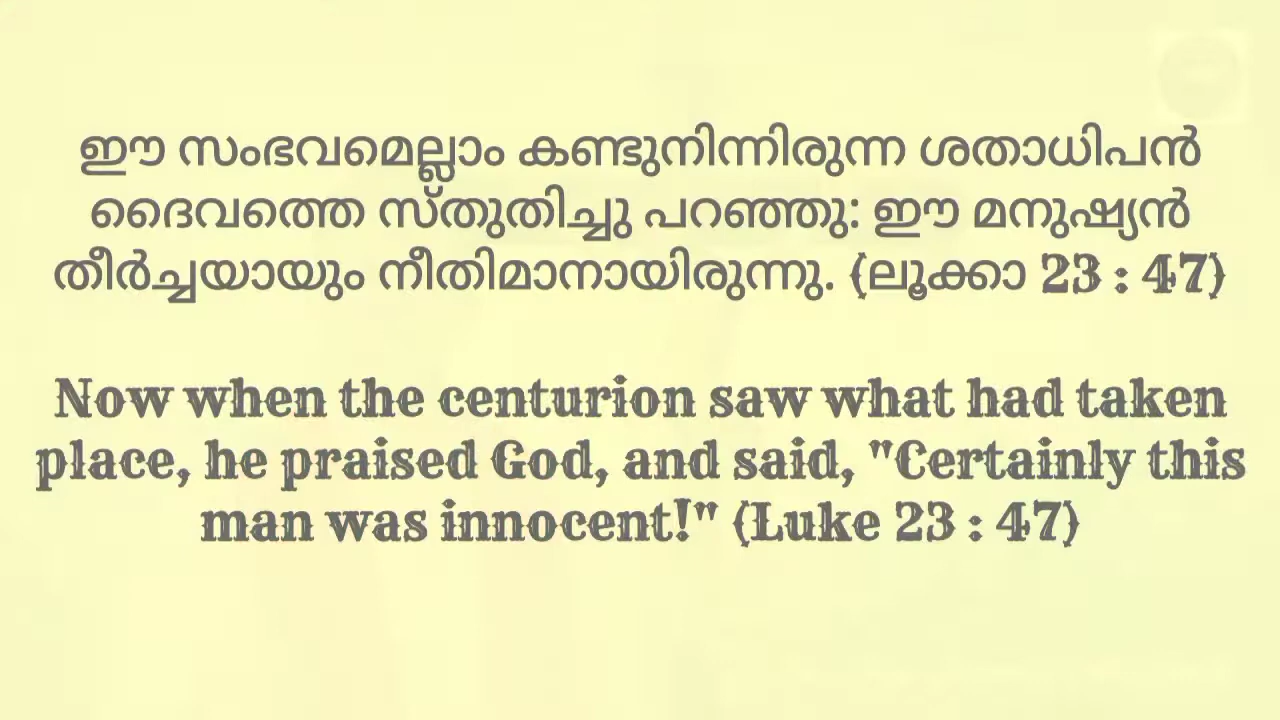 ഈ സംഭവമെല്ലാം കണ്ടുനിന്നിരുന്ന ശതാധിപൻ
ദൈവത്തെ സ്തുതിച്ചു പറഞ്ഞു: ഈ മനുഷ്യൻ
തീർച്ചയായും നീതിമാനായിരുന്നു. (ലൂക്കാ 23 : 47)
Now when the centurion saw what had taken
place, he praised God, and said, "Certainly this
man was innocent!" (Luke 23 : 47)